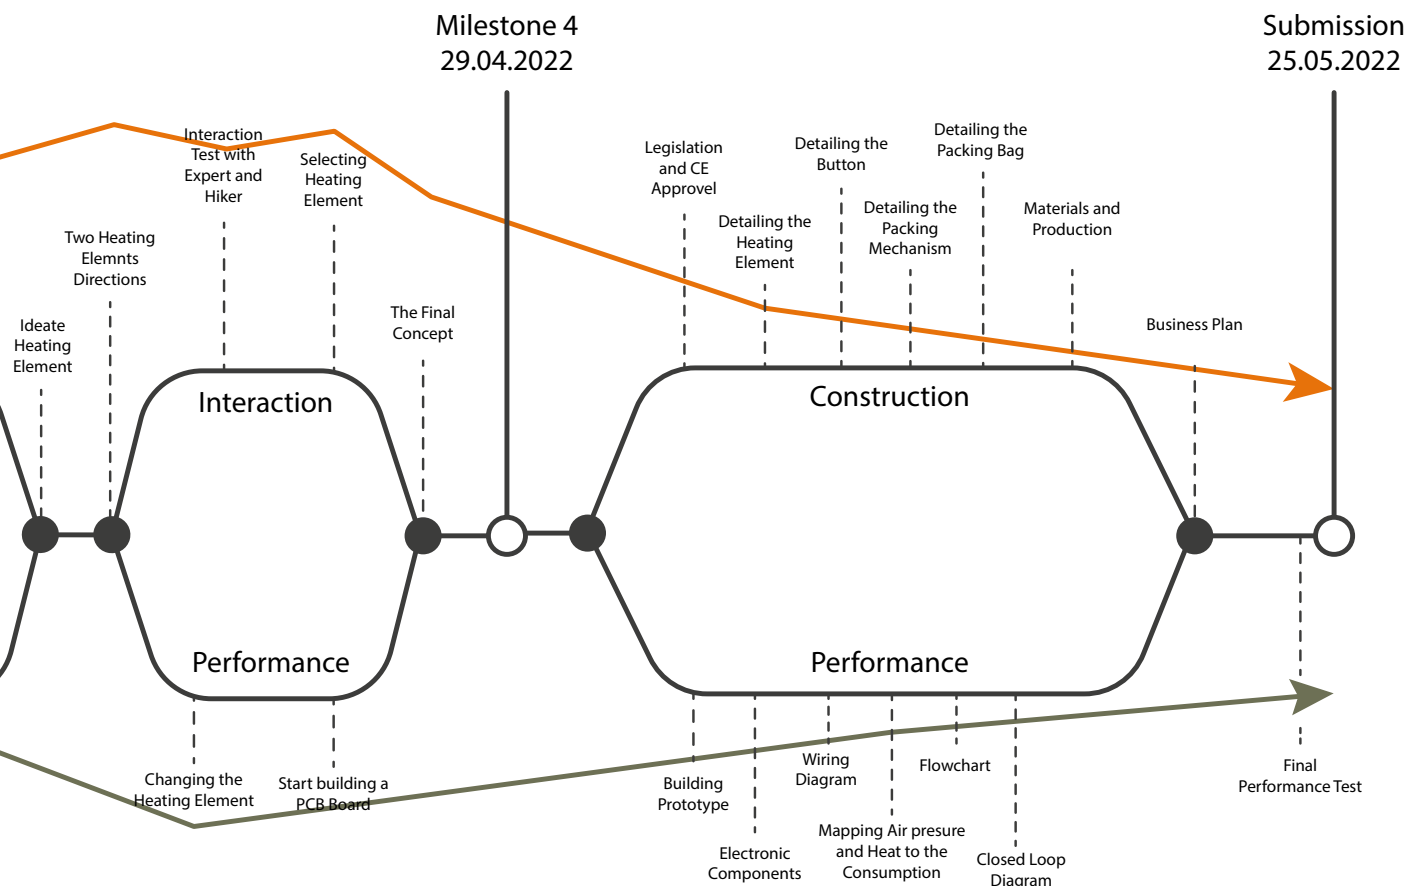 Milestone 4
29.04.2022
Submission
25.05.2022
Interaction
Test with
Expert and
Hiker
Selecting
Heating
Element
Two Heating
Elemnts
Directions
Ideate
Heating
Element
The Final
Concept
Legislation
and CE
Approvel
Detailing the
Heating
Element
Detailing the
Button
Detailing the
Packing
Mechanism
Detailing the
Packing Bag
Materials and
Production
Business Plan
Interaction
Construction
Performance
Performance
Changing the
Heating Element
Start building a
PCB Board
Building
Prototype
Electronic
Components
Wiring
Diagram
Mapping Air presure
and Heat to the
Consumption
Flowchart
Closed Loop
Diagram
Final
Performance Test